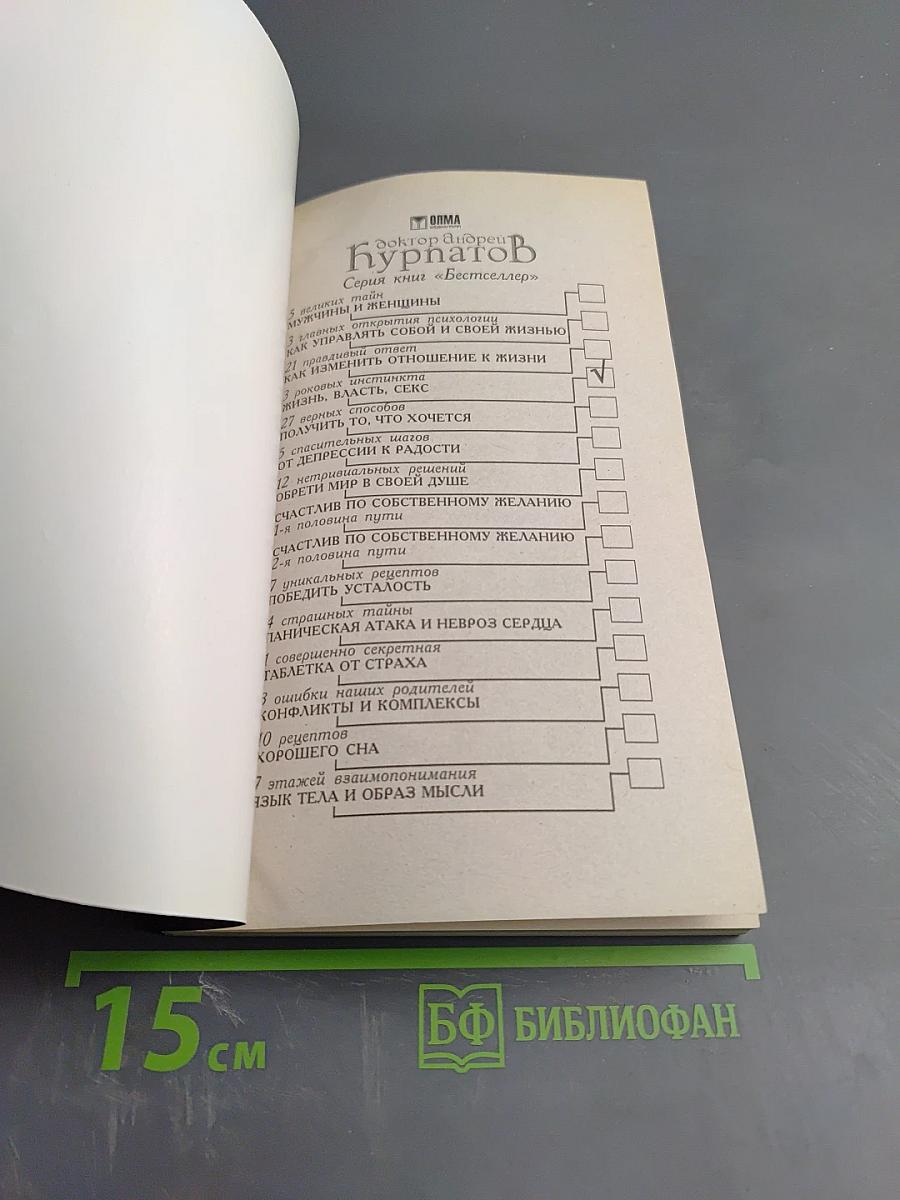 ОЛМА
доктор Андрей
Курпатов
Серия книг «Бестселлер»
5 великих тайн
МУЖЧИНЫ И ЖЕНЩИНЫ
3 главных открытия психологии
КАК УПРАВЛЯТЬ СОБОЙ И СВОЕЙ ЖИЗНЬЮ
21 правдивый ответ
КАК ИЗМЕНИТЬ ОТНОШЕНИЕ К ЖИЗНИ
3 роковых инстинкта
ЖИЗНЬ, ВЛАСТЬ, СЕКС
27 верных способов
ПОЛУЧИТЬ ТО, ЧТО ХОЧЕТСЯ
5 спасительных шагов
ОТ ДЕПРЕССИИ К РАДОСТИ
12 нетривиальных решений
ОБРЕТИ МИР В СВОЕЙ ДУШЕ
СЧАСТЛИВ ПО СОБСТВЕННОМУ ЖЕЛАНИЮ
1-я половина пути
СЧАСТЛИВ ПО СОБСТВЕННОМУ ЖЕЛАНИЮ
2-я половина пути
7 уникальных рецептов
ПОБЕДИТЬ УСТАЛОСТЬ
4 страшных тайны
ПАНИЧЕСКАЯ АТАКА И НЕВРОЗ СЕРДЦА
1 совершенно секретная
ТАБЛЕТКА ОТ СТРАХА
3 ошибки наших родителей
КОНФЛИКТЫ И КОМПЛЕКСЫ
10 рецептов
ХОРОШЕГО СНА
7 этажей взаимопонимания
ЯЗЫК ТЕЛА И ОБРАЗ МЫСЛИ
15 см
БФ БИБЛИОФАН